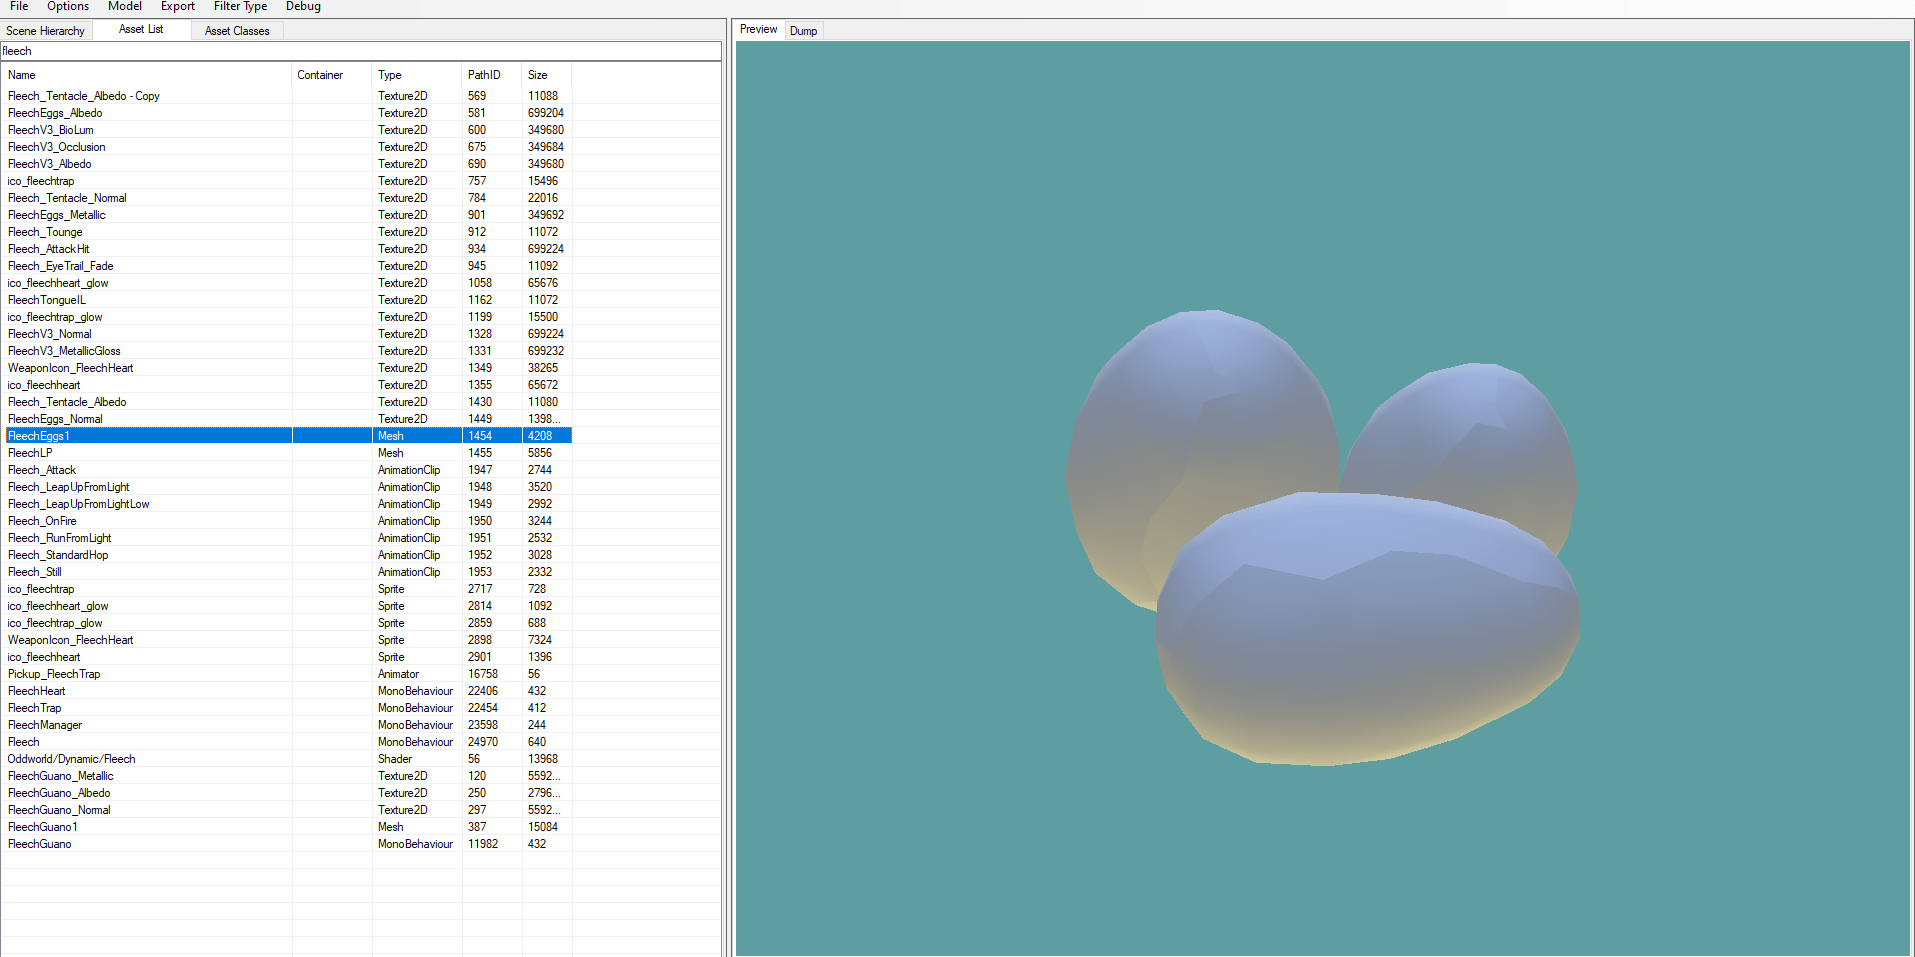 File Options Model Export Filter Type Debug
Scene Hierarchy Asset List Asset Classes
fleech
Name Container Type PathID Size
Fleech_Tentacle_Albedo - Copy Texture2D 569 11088
FleechEggs_Albedo Texture2D 581 699204
FleechV3_BioLum Texture2D 600 349680
FleechV3_Occlusion Texture2D 675 349684
FleechV3_Albedo Texture2D 690 349680
ico_fleechtrap Texture2D 757 15496
Fleech_Tentacle_Normal Texture2D 784 22016
FleechEggs_Metallic Texture2D 901 349692
Fleech_Tounge Texture2D 912 11072
Fleech_AttackHit Texture2D 934 699224
Fleech_EyeTrail_Fade Texture2D 945 11092
ico_fleechheart_glow Texture2D 1058 65676
FleechTongueIL Texture2D 1162 11072
ico_fleechtrap_glow Texture2D 1199 15500
FleechV3_Normal Texture2D 1328 699224
FleechV3_MetallicGloss Texture2D 1331 699232
WeaponIcon_FleechHeart Texture2D 1349 38265
ico_fleechheart Texture2D 1355 65672
Fleech_Tentacle_Albedo Texture2D 1430 11080
FleechEggs_Normal Texture2D 1449 1398...
FleechEggs1 Mesh 1454 4208
FleechLP Mesh 1455 5856
Fleech_Attack AnimationClip 1947 2744
Fleech_LeapUpFromLight AnimationClip 1948 3520
Fleech_LeapUpFromLightLow AnimationClip 1949 2992
Fleech_OnFire AnimationClip 1950 3244
Fleech_RunFromLight AnimationClip 1951 2532
Fleech_StandardHop AnimationClip 1952 3028
Fleech_Still AnimationClip 1953 2332
ico_fleechtrap Sprite 2717 728
ico_fleechheart_glow Sprite 2814 1092
ico_fleechtrap_glow Sprite 2859 688
WeaponIcon_FleechHeart Sprite 2898 7324
ico_fleechheart Sprite 2901 1396
Pickup_FleechTrap Animator 16758 56
FleechHeart MonoBehaviour 22406 432
FleechTrap MonoBehaviour 22454 412
FleechManager MonoBehaviour 23598 244
Fleech MonoBehaviour 24970 640
Oddworld/Dynamic/Fleech Shader 56 13968
FleechGuano_Metallic Texture2D 120 5592...
FleechGuano_Albedo Texture2D 250 2796...
FleechGuano_Normal Texture2D 297 5592...
FleechGuano1 Mesh 387 15084
FleechGuano MonoBehaviour 11982 432
Preview Dump